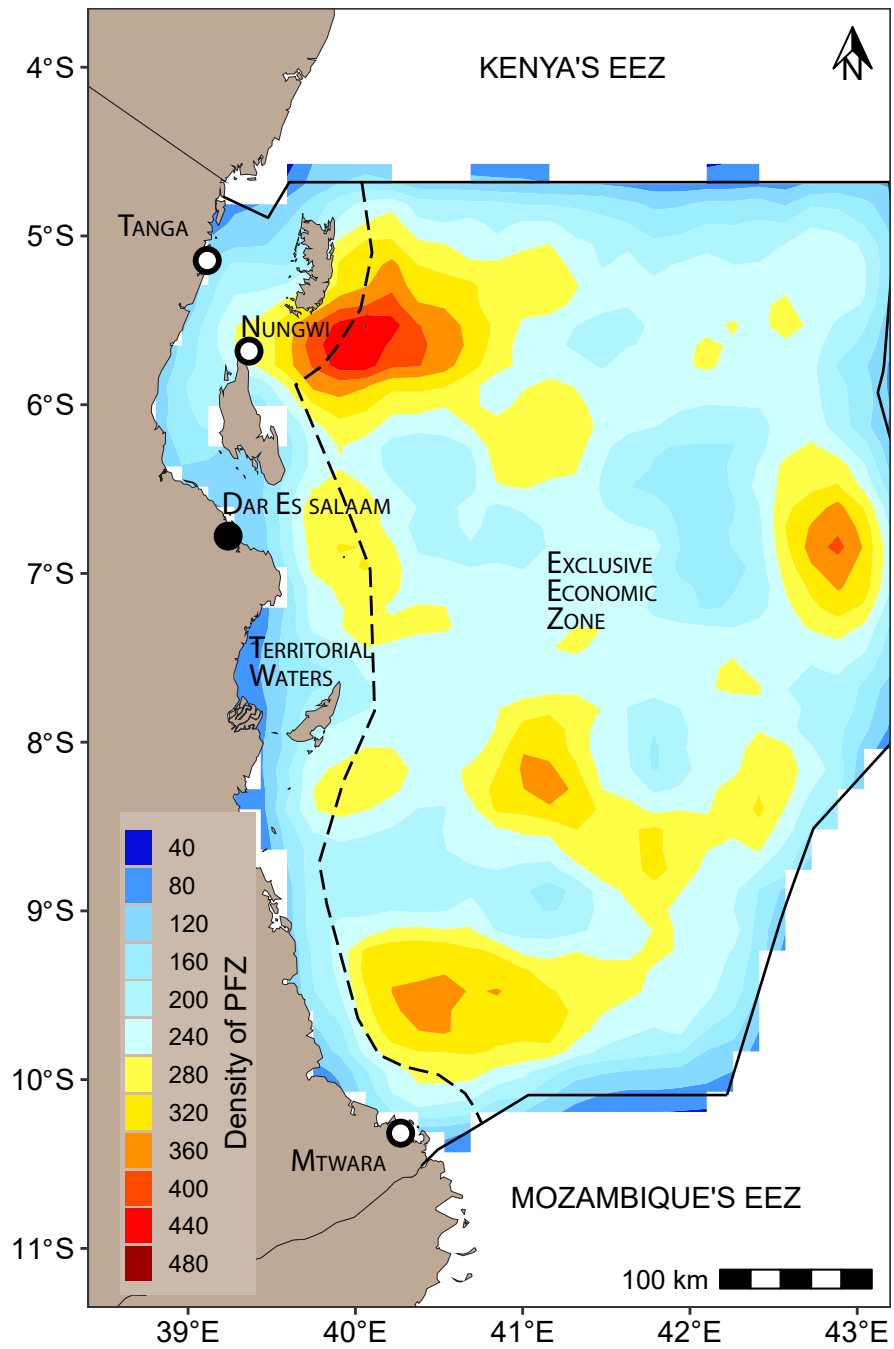 4°S
KENYA'S EEZ
N
5°S
TANGA
NUNGWI
6°S
DAR ES SALAAM
7°S
EXCLUSIVE
ECONOMIC
ZONE
TERRITORIAL
WATERS
8°S
9°S
10°S
11°S
40
80
120
160
200
240
280
320
360
400
440
480
Density of PFZ
MTWARA
MOZAMBIQUE'S EEZ
100 km
39°E
40°E
41°E
42°E
43°E